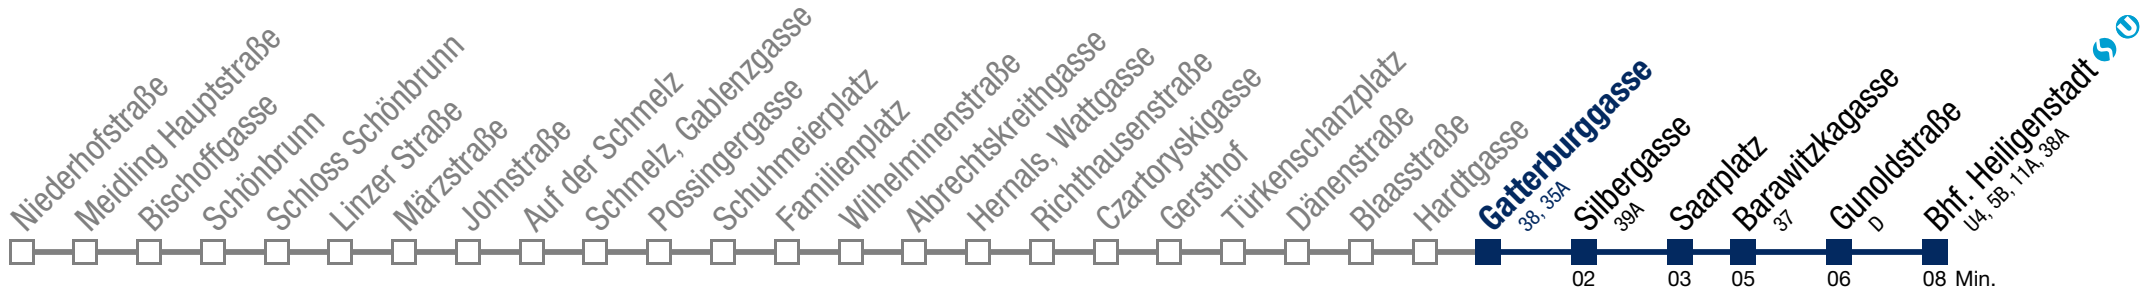 Niederhofstraße
Meidling Hauptstraße
Bischoffgasse
Schönbrunn
Schloss Schönbrunn
Linzer Straße
Märzstraße
Johnstraße
Auf der Schmelz
Schmelz, Gablenzgasse
Possingergasse
Schuhmeierplatz
Familienplatz
Wilhelminenstraße
Albrechtskreithgasse
Hernals, Wattgasse
Richthausenstraße
Czartoryskigasse
Gersthof
Türkenschanzplatz
Dänenstraße
Blaasstraße
Hardtgasse
Gatterburggasse
38, 35A
Silbergasse
39A
Saarplatz
Barawitzkagasse
37
Gunoldstraße
D
Bhf. Heiligenstadt S U
U4, 5B, 11A, 38A
02 03 05 06 08 Min.